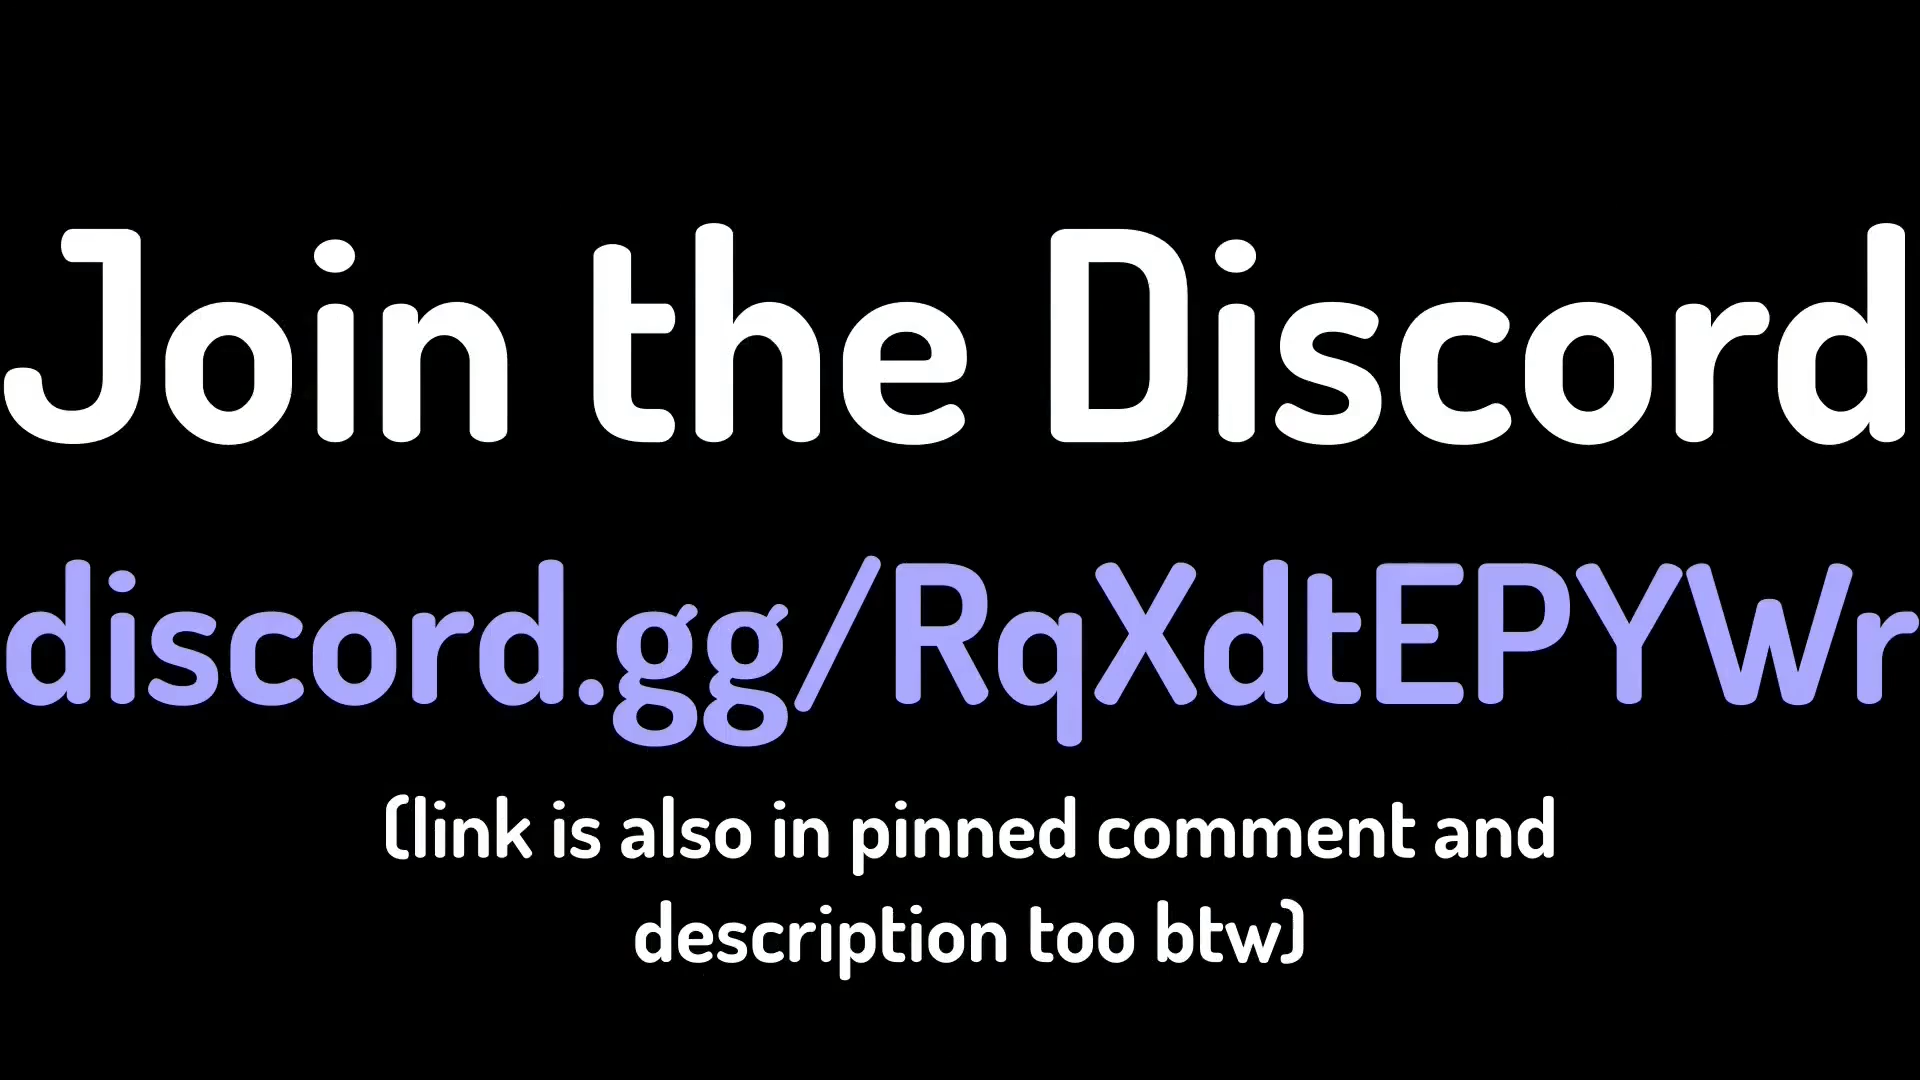 Join the Discord
discord.gg/RqXdtEPYWr
(link is also in pinned comment and
description too btw)